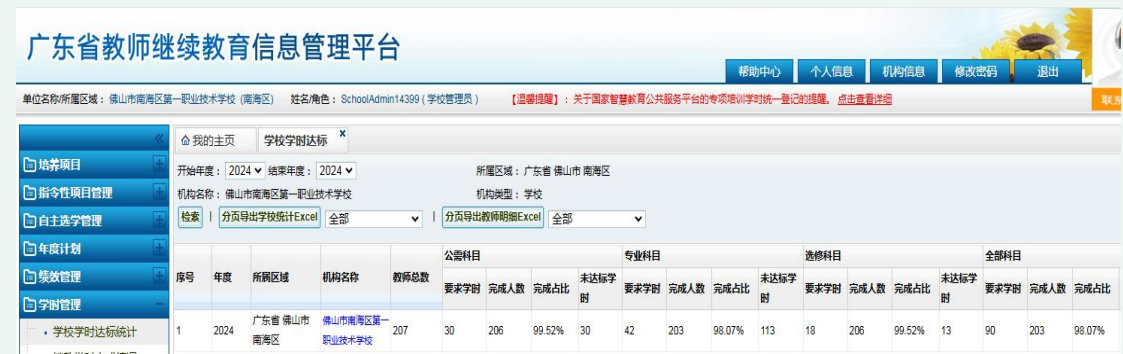 广东省教师继续教育信息管理平台
帮助中心 个人信息 机构信息 修改密码 退出
单位名称/所属区域：佛山市南海区第一职业技术学校 (南海区) 姓名/角色：SchoolAdmin14399 (学校管理员) 【温馨提醒】：关于国家智慧教育公共服务平台的专项培训学时统一登记的提醒。点击查看详细
联系
« 我的主页 学校学时达标 x
培养项目 +
指令性项目管理 +
自主选学管理 +
年度计划 +
绩效管理 +
学时管理 −
· 学校学时达标统计
开始年度：2024 结束年度：2024 所属区域：广东省 佛山市 南海区
机构名称：佛山市南海区第一职业技术学校 机构类型：学校
检索 | 分页导出学校统计Excel 全部 | 分页导出教师明细Excel 全部
公需科目 专业科目 选修科目 全部科目
序号 年度 所属区域 机构名称 教师总数 要求学时 完成人数 完成占比 未达标学时 要求学时 完成人数 完成占比 未达标学时 要求学时 完成人数 完成占比 未达标学时 要求学时 完成人数 完成占比
1 2024 广东省 佛山市 南海区 佛山市南海区第一职业技术学校 207 30 206 99.52% 30 42 203 98.07% 113 18 206 99.52% 13 90 203 98.07%